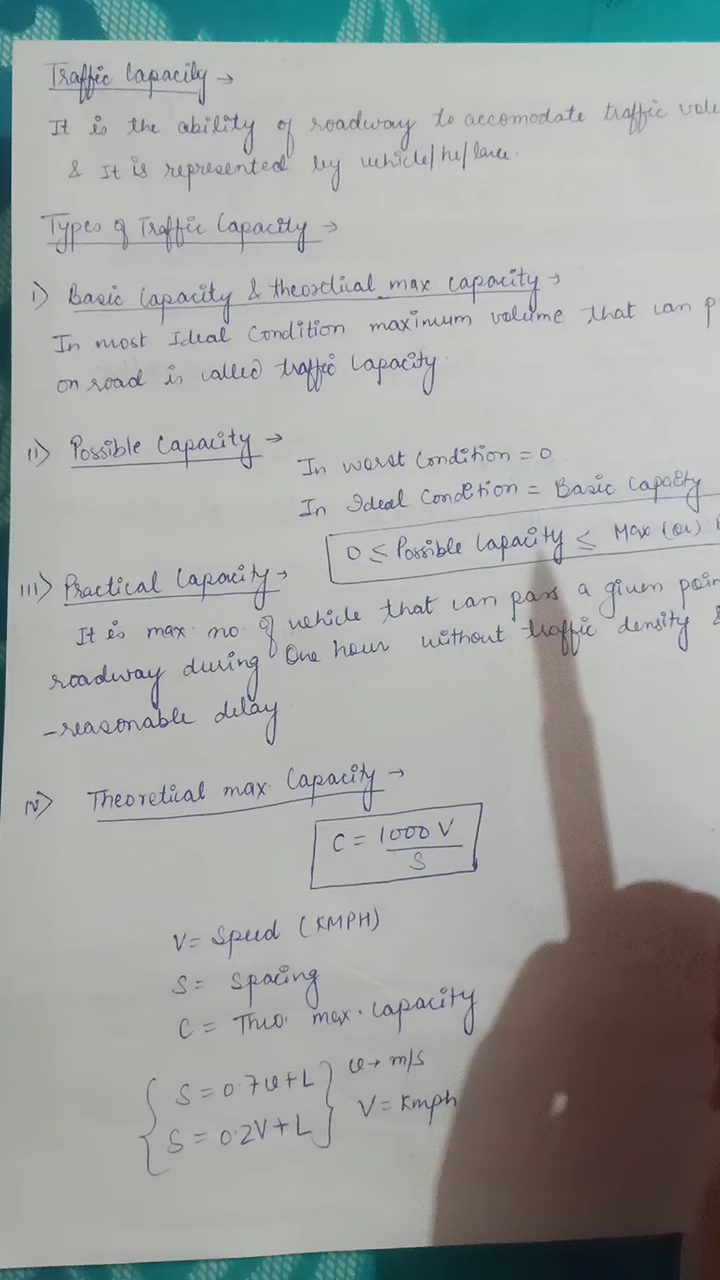 Traffic Capacity →
It is the ability of roadway to accomodate traffic
& It is represented by vehicle/hr/lane.
Types of Traffic Capacity →
i) Basic Capacity & theoretical max capacity →
In most Ideal Condition maximum volume that can
on road is called traffic capacity
ii) Possible Capacity →
In worst Condition = 0
In Ideal Condition = Basic Capacity
0 ≤ Possible Capacity ≤ Max (or)
iii) Practical Capacity →
It is max. no. of vehicle that can pass a given
roadway during One hour without traffic density
-reasonable delay
iv) Theoretical max. Capacity →
C = 1000 V / S
V = Speed (KMPH)
S = Spacing
C = Theo. max. capacity
S = 0.7v + L v → m/s
S = 0.2V + L V = Kmph